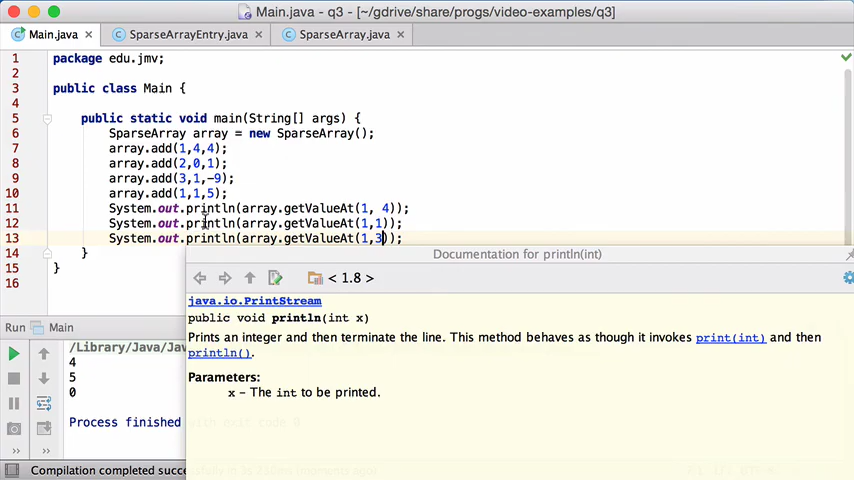 Main.java - q3 - [~/gdrive/share/progs/video-examples/q3]
Main.java SparseArrayEntry.java SparseArray.java
1 package edu.jmv;
2
3 public class Main {
4
5 public static void main(String[] args) {
6 SparseArray array = new SparseArray();
7 array.add(1,4,4);
8 array.add(2,0,1);
9 array.add(3,1,-9);
10 array.add(1,1,5);
11 System.out.println(array.getValueAt(1, 4));
12 System.out.println(array.getValueAt(1,1));
13 System.out.println(array.getValueAt(1,3));
14 }
15 }
16
Documentation for println(int)
< 1.8 >
java.io.PrintStream
public void println(int x)
Prints an integer and then terminate the line. This method behaves as though it invokes print(int) and then
println().
Parameters:
x – The int to be printed.
Run Main
/Library/Java/Jav
4
5
0
Process finished with exit code 0
Compilation completed successfully in